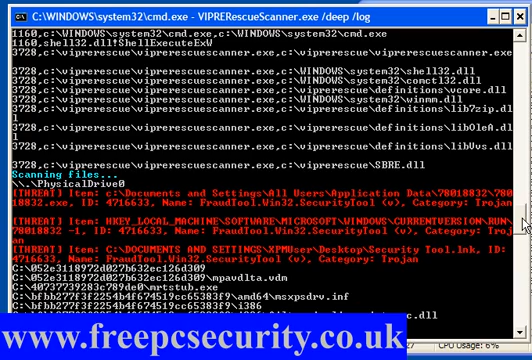 C:\WINDOWS\system32\cmd.exe - VIPRERescueScanner.exe /deep /log
1160,c:\WINDOWS\system32\cmd.exe,c:\WINDOWS\system32\cmd.exe
1160,shell32.dll!ShellExecuteExW
3728,c:\viprerescue\viprerescuescanner.exe,c:\viprerescue\viprerescuescanner.exe
3728,c:\viprerescue\viprerescuescanner.exe,c:\WINDOWS\system32\shell32.dll
3728,c:\viprerescue\viprerescuescanner.exe,c:\WINDOWS\system32\comctl32.dll
3728,c:\viprerescue\viprerescuescanner.exe,c:\viprerescue\definitions\vcore.dll
3728,c:\viprerescue\viprerescuescanner.exe,c:\WINDOWS\system32\winmm.dll
3728,c:\viprerescue\viprerescuescanner.exe,c:\viprerescue\definitions\lib7zip.dl
l
3728,c:\viprerescue\viprerescuescanner.exe,c:\viprerescue\definitions\libOleA.dl
l
3728,c:\viprerescue\viprerescuescanner.exe,c:\viprerescue\definitions\libVvs.dll
3728,c:\viprerescue\viprerescuescanner.exe,c:\viprerescue\SBRE.dll
Scanning files...
\\.\PhysicalDrive0
[THREAT] Item: c:\Documents and Settings\All Users\Application Data\78018832\780
18832.exe, ID: 4716633, Name: FraudTool.Win32.SecurityTool (v), Category: Trojan
[THREAT] Item: HKEY_LOCAL_MACHINE\SOFTWARE\MICROSOFT\WINDOWS\CURRENTVERSION\RUN\
78018832 -1, ID: 4716633, Name: FraudTool.Win32.SecurityTool (v), Category: Troj
an
[THREAT] Item: C:\DOCUMENTS AND SETTINGS\XPMUser\Desktop\Security Tool.lnk, ID:
4716633, Name: FraudTool.Win32.SecurityTool (v), Category: Trojan
C:\052e3118972d027b632ec126d309
C:\052e3118972d027b632ec126d309\mpavdlta.vdm
C:\40737739283c789de0\mrtstub.exe
C:\bfbb277f3f2254b4f674519cc65383f9\amd64\msxpsdrv.inf
C:\bfbb277f3f2254b4f674519cc65383f9\i386
.dll
www.freepcsecurity.co.uk
27
CPU Usage: 6%